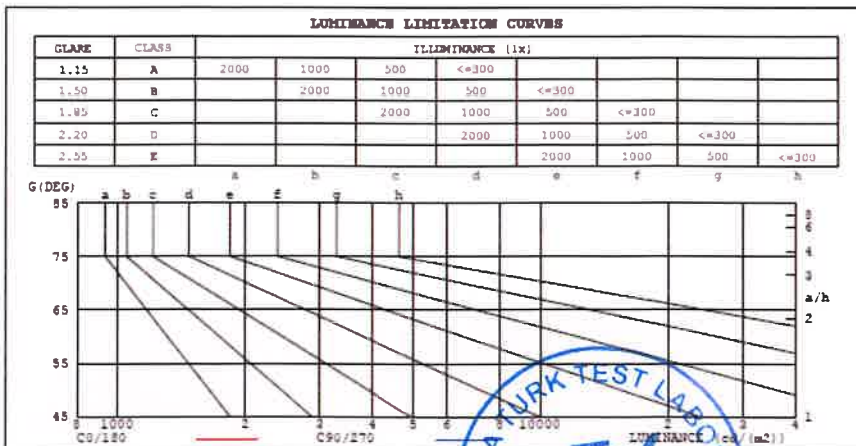 LUMINANCE LIMITATION CURVES
GLARE CLASS ILLUMINANCE (lx)
1.15 A 2000 1000 500 <=300
1.50 B 2000 1000 500 <=300
1.85 C 2000 1000 500 <=300
2.20 D 2000 1000 500 <=300
2.55 E 2000 1000 500 <=300
a b c d e f g h
G(DEG)
a b c d e f g h
85
8
6
75 4
3
65 a/h
2
55
45 1
8 1000 2 3 4 5 6 8 10000 2 3 4
C0/180 C90/270 LUMINANCE (cd/(m2))
TURK TEST LABO